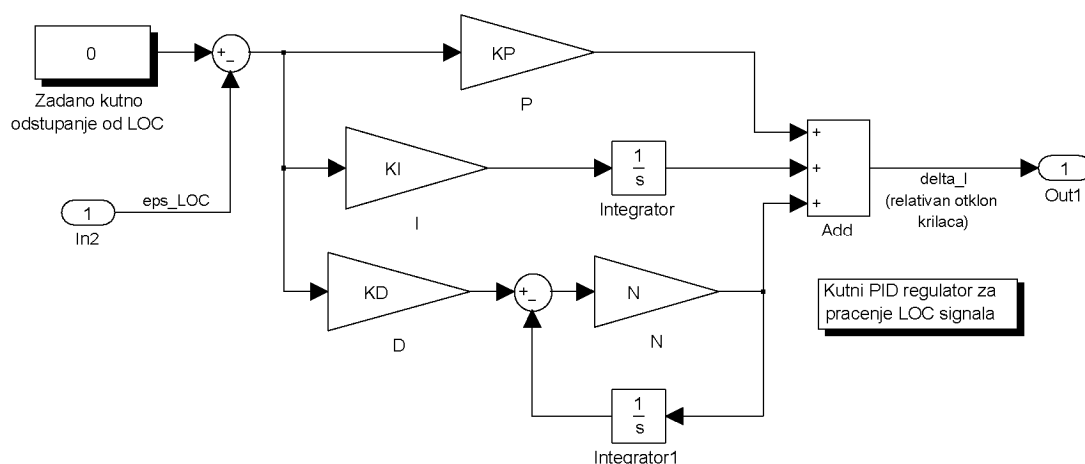 0
Zadano kutno
odstupanje od LOC
+
−
eps_LOC
1
In2
KP
P
KI
I
1
s
Integrator
KD
D
+
−
N
N
1
s
Integrator1
+
+
+
Add
delta_l
(relativan otklon
krilaca)
1
Out1
Kutni PID regulator za
pracenje LOC signala